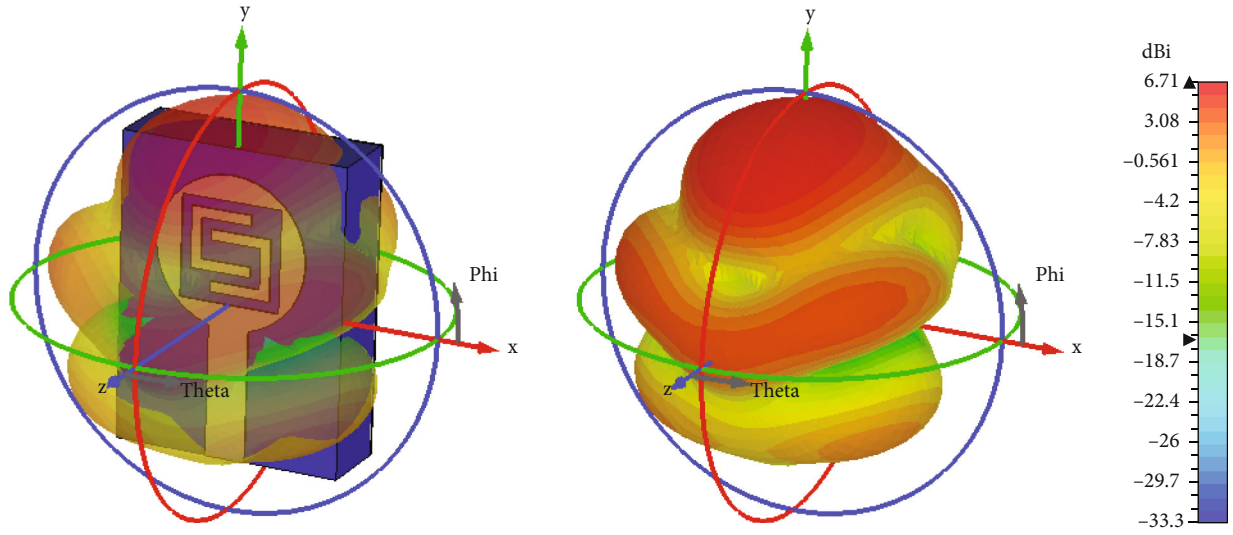 y
Phi
x
z
Theta
y
Phi
x
z
Theta
dBi
6.71
3.08
–0.561
–4.2
–7.83
–11.5
–15.1
–18.7
–22.4
–26
–29.7
–33.3